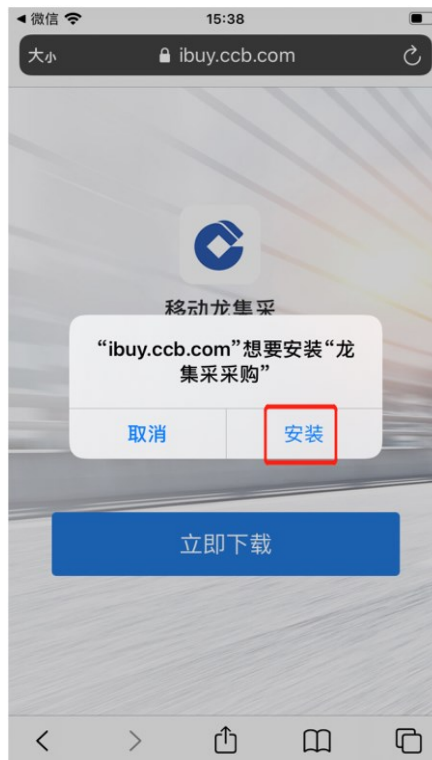 微信
15:38
大小
ibuy.ccb.com
移动龙集采
“ibuy.ccb.com”想要安装“龙
集采采购”
取消
安装
立即下载